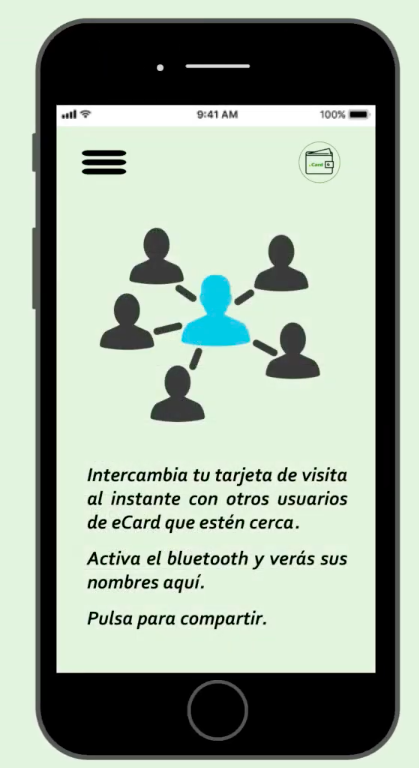 9:41 AM
100%
eCard
Intercambia tu tarjeta de visita
al instante con otros usuarios
de eCard que estén cerca.
Activa el bluetooth y verás sus
nombres aquí.
Pulsa para compartir.